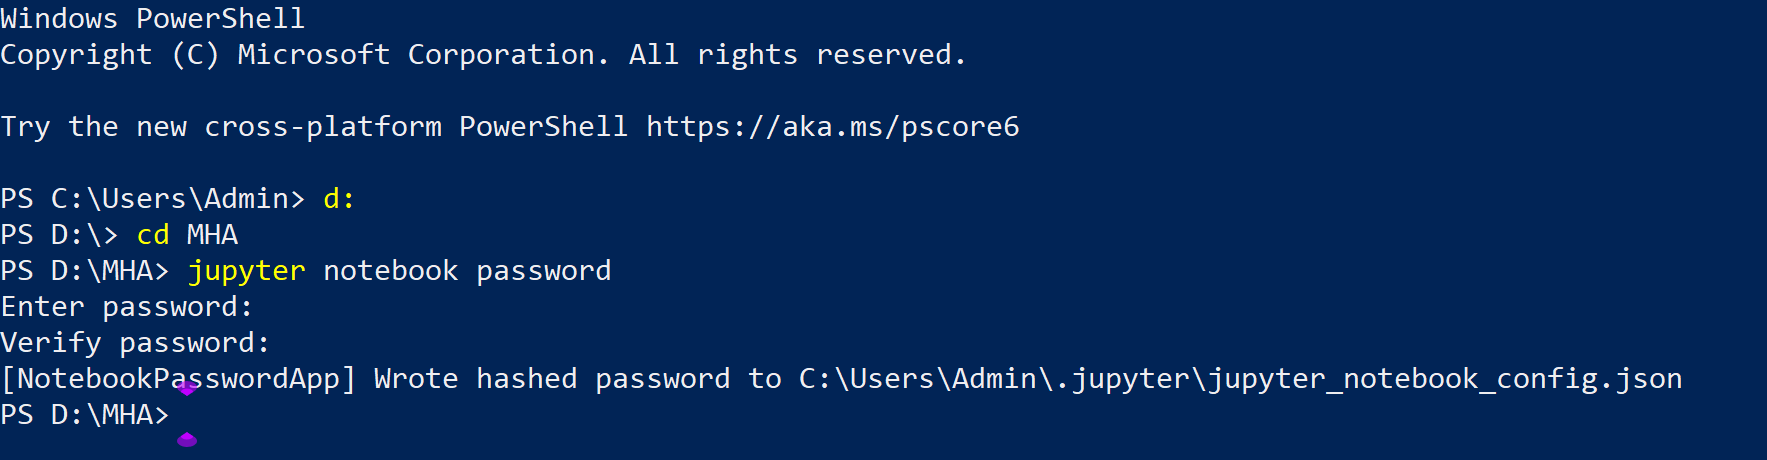 Windows PowerShell
Copyright (C) Microsoft Corporation. All rights reserved.
Try the new cross-platform PowerShell https://aka.ms/pscore6
PS C:\Users\Admin> d:
PS D:\> cd MHA
PS D:\MHA> jupyter notebook password
Enter password:
Verify password:
[NotebookPasswordApp] Wrote hashed password to C:\Users\Admin\.jupyter\jupyter_notebook_config.json
PS D:\MHA>